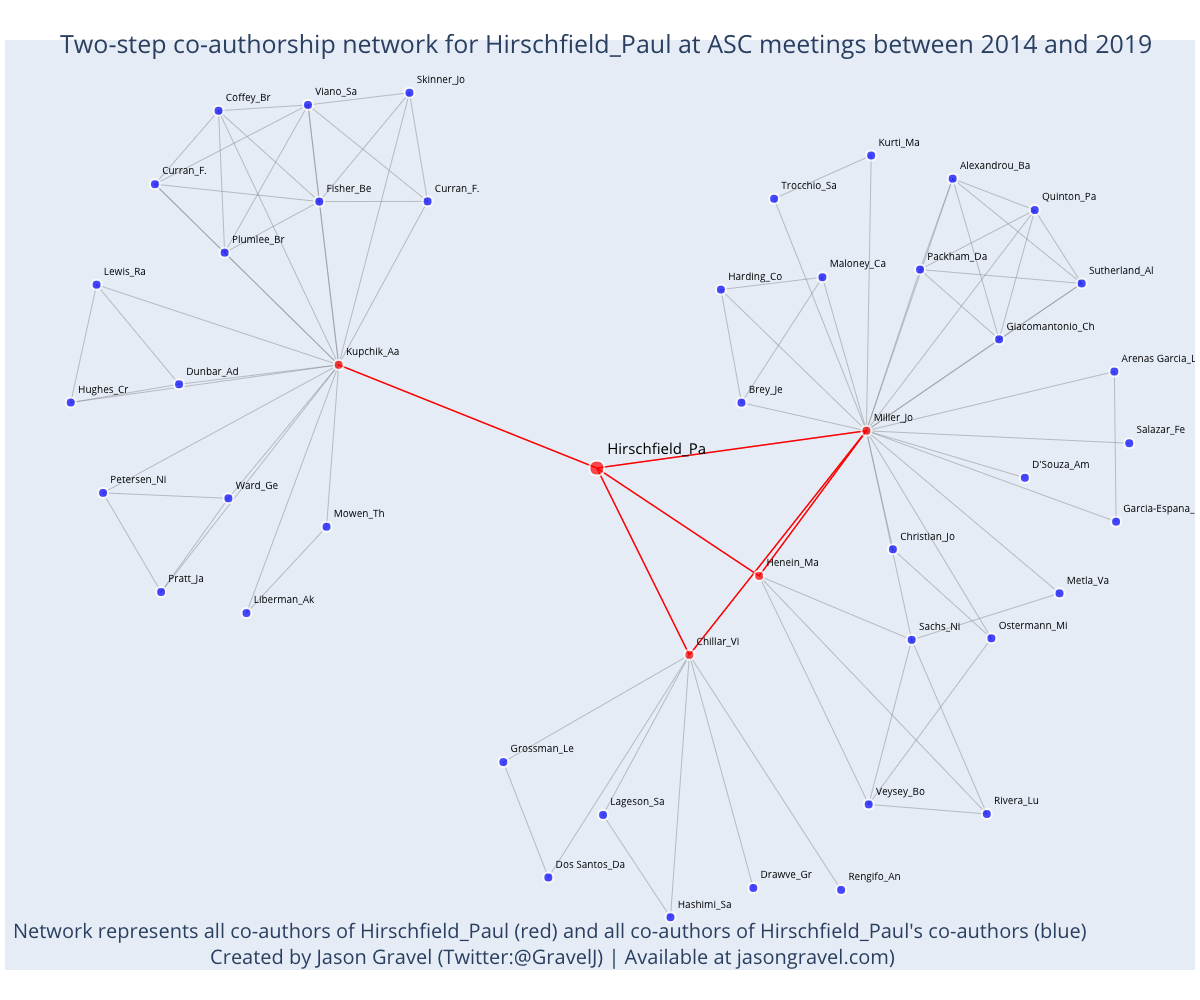 Two-step co-authorship network for Hirschfield_Paul at ASC meetings between 2014 and 2019
Skinner_Jo
Viano_Sa
Coffey_Br
Kurti_Ma
Alexandrou_Ba
Curran_F.
Trocchio_Sa
Fisher_Be
Curran_F.
Quinton_Pa
Plumlee_Br
Packham_Da
Maloney_Ca
Lewis_Ra
Harding_Co
Sutherland_Al
Giacomantonio_Ch
Kupchik_Aa
Arenas Garcia_L
Dunbar_Ad
Hughes_Cr
Brey_Je
Miller_Jo
Salazar_Fe
Hirschfield_Pa
D'Souza_Am
Petersen_Ni
Ward_Ge
Garcia-Espana_
Mowen_Th
Christian_Jo
Henein_Ma
Pratt_Ja
Metla_Va
Liberman_Ak
Sachs_Ni
Ostermann_Mi
Chillar_Vi
Grossman_Le
Veysey_Bo
Lageson_Sa
Rivera_Lu
Dos Santos_Da
Drawve_Gr
Rengifo_An
Hashimi_Sa
Network represents all co-authors of Hirschfield_Paul (red) and all co-authors of Hirschfield_Paul's co-authors (blue)
Created by Jason Gravel (Twitter:@GravelJ) | Available at jasongravel.com)